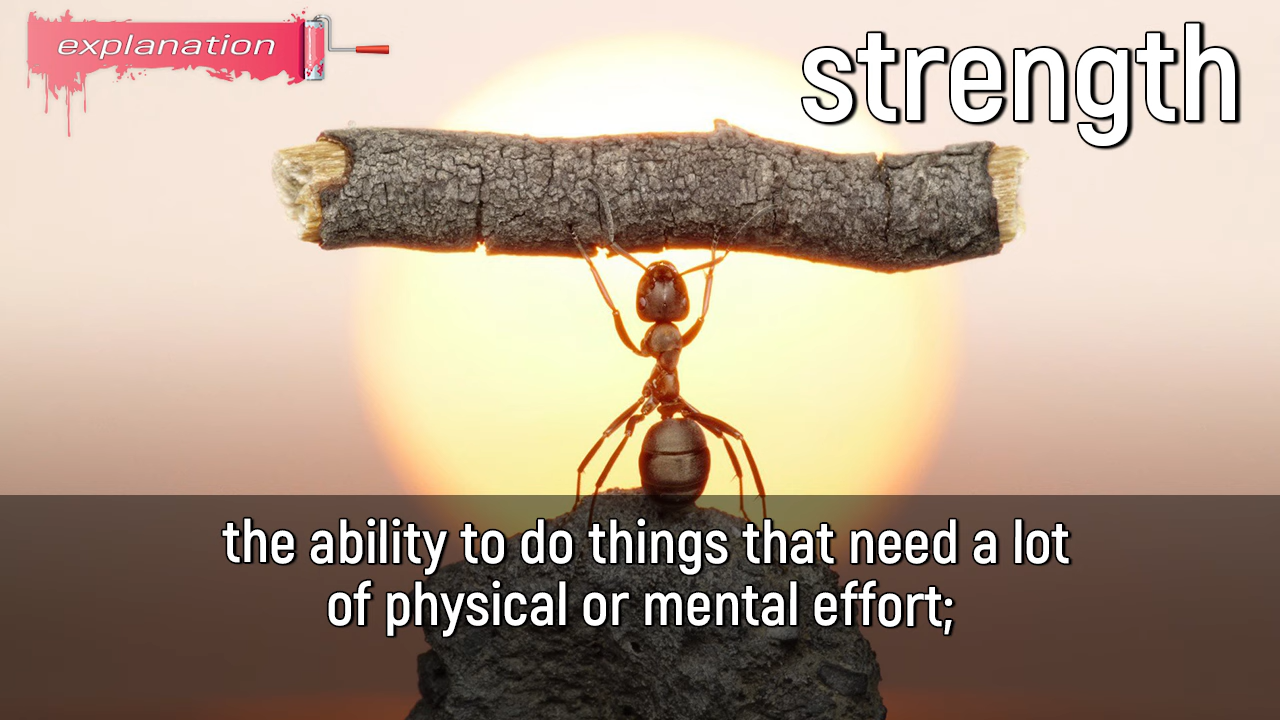 explanation
strength
the ability to do things that need a lot
of physical or mental effort;